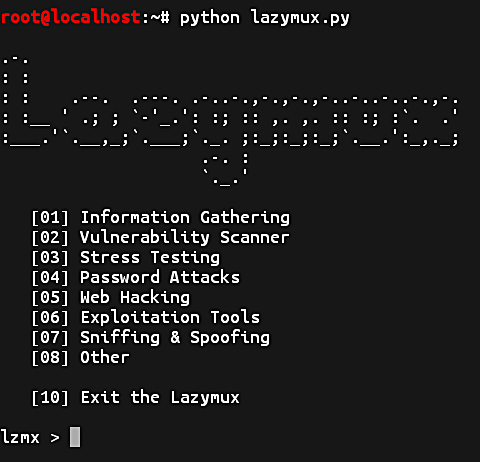 root@localhost:~# python lazymux.py
Lazymux
[01] Information Gathering
[02] Vulnerability Scanner
[03] Stress Testing
[04] Password Attacks
[05] Web Hacking
[06] Exploitation Tools
[07] Sniffing & Spoofing
[08] Other
[10] Exit the Lazymux
lzmx >